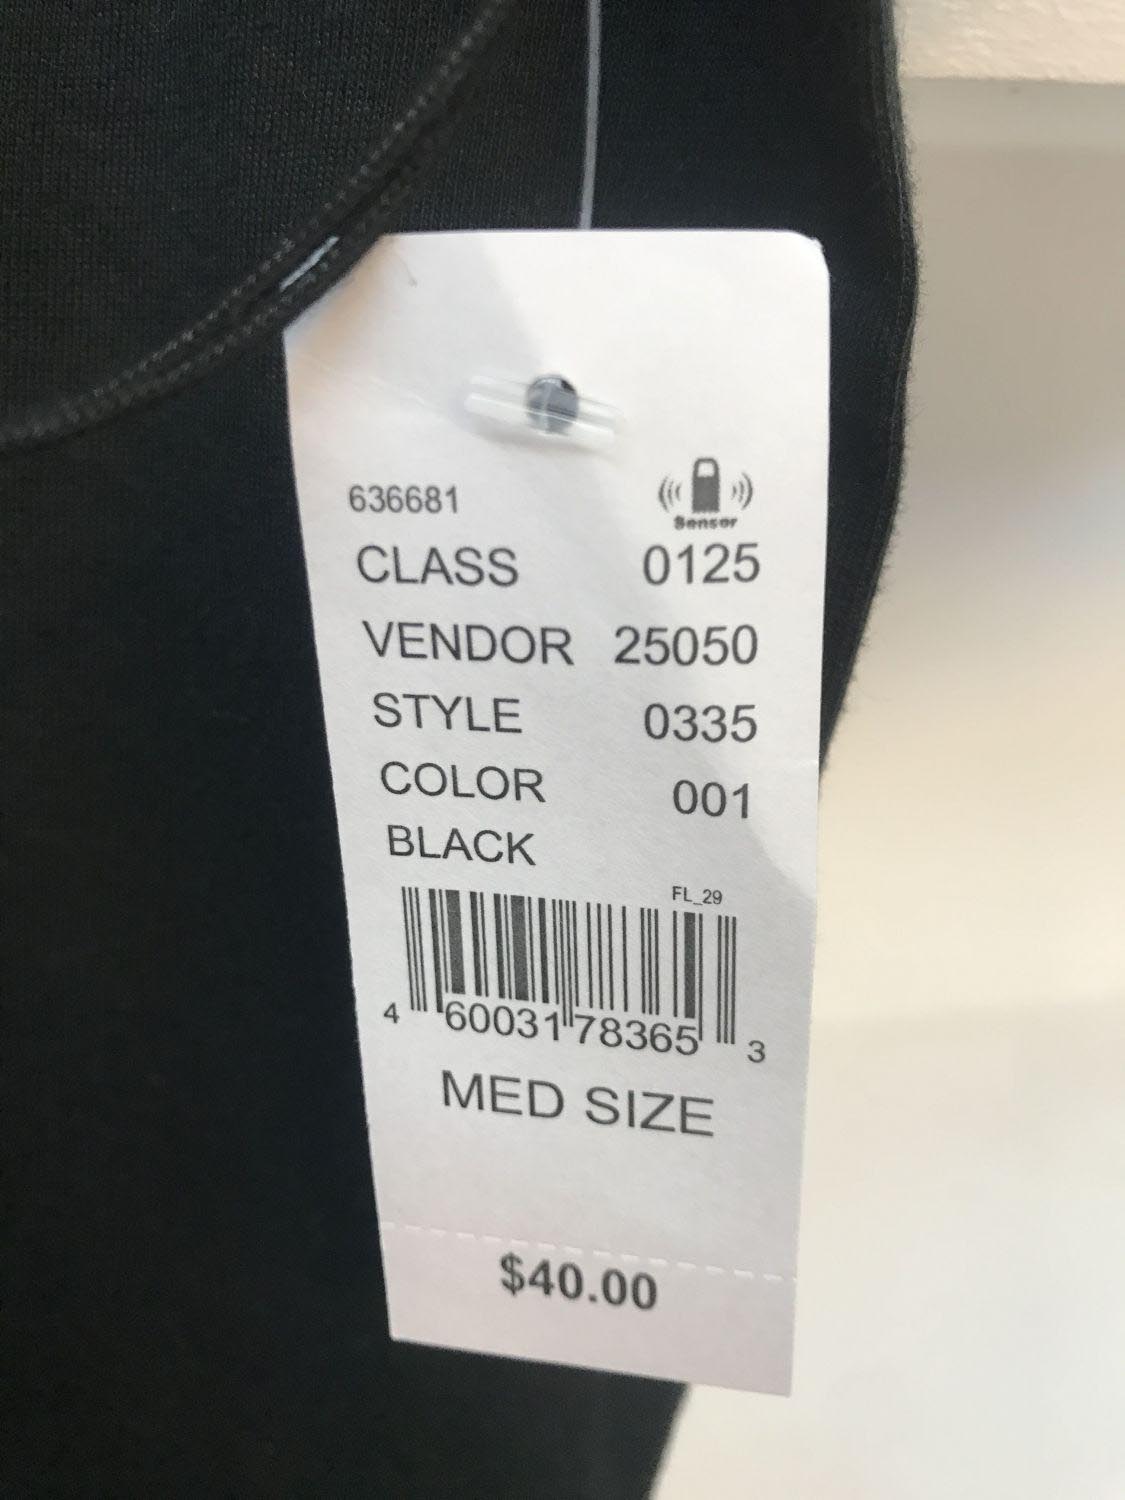 636681
Sensor
CLASS 0125
VENDOR 25050
STYLE 0335
COLOR 001
BLACK
FL_29
4 60031 78365 3
MED SIZE
$40.00